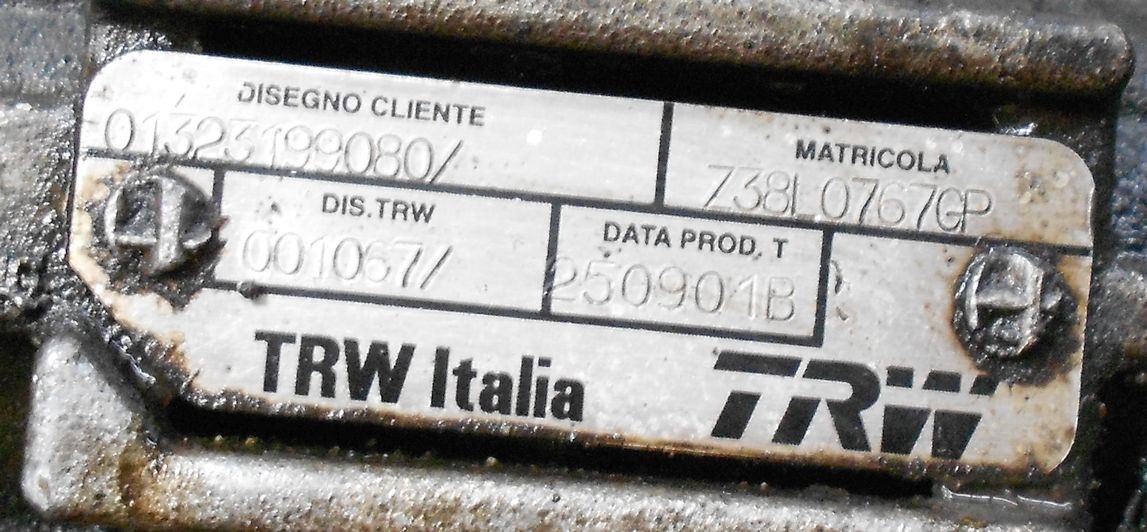 DISEGNO CLIENTE
01323199080/
MATRICOLA
Z38L0767GP
DIS.TRW
001067/
DATA PROD. T
250901B
TRW Italia
TRW